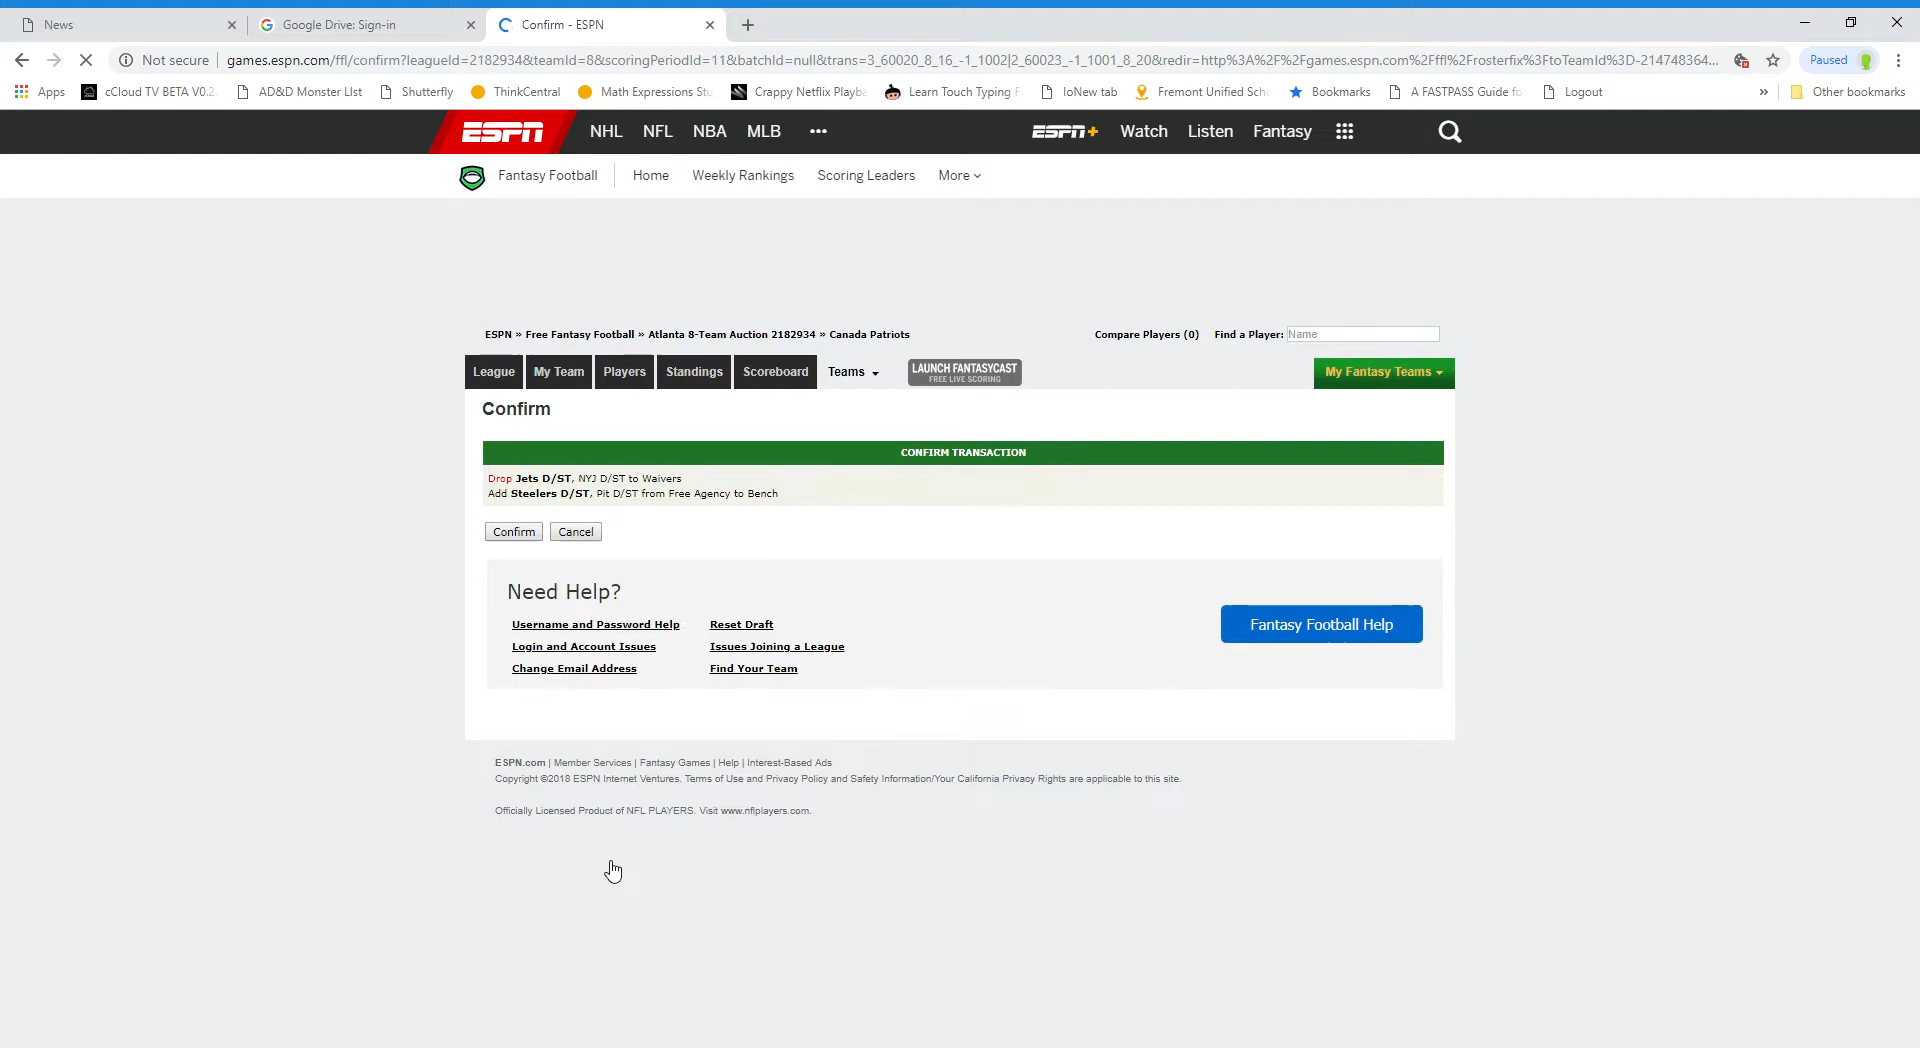 News
Google Drive: Sign-in
Confirm - ESPN
Not secure
games.espn.com/ffl/confirm?leagueId=2182934&teamId=8&scoringPeriodId=11&batchId=null&trans=3_60020_8_16_-1_1002|2_60023_-1_1001_8_20&redir=http%3A%2F%2Fgames.espn.com%2Fffl%2Frosterfix%3FtoTeamId%3D-214748364...
Paused
Apps
cCloud TV BETA V0.2
AD&D Monster LIst
Shutterfly
ThinkCentral
Math Expressions Stu
Crappy Netflix Playba
Learn Touch Typing F
IoNew tab
Fremont Unified Scho
Bookmarks
A FASTPASS Guide fo
Logout
»
Other bookmarks
ESPN NHL NFL NBA MLB ••• ESPN+ Watch Listen Fantasy
Fantasy Football Home Weekly Rankings Scoring Leaders More
ESPN » Free Fantasy Football » Atlanta 8-Team Auction 2182934 » Canada Patriots
Compare Players (0) Find a Player: Name
League My Team Players Standings Scoreboard Teams
LAUNCH FANTASYCAST
FREE LIVE SCORING
My Fantasy Teams
Confirm
CONFIRM TRANSACTION
Drop Jets D/ST, NYJ D/ST to Waivers
Add Steelers D/ST, Pit D/ST from Free Agency to Bench
Confirm Cancel
Need Help?
Username and Password Help Reset Draft
Login and Account Issues Issues Joining a League
Change Email Address Find Your Team
Fantasy Football Help
ESPN.com | Member Services | Fantasy Games | Help | Interest-Based Ads
Copyright ©2018 ESPN Internet Ventures. Terms of Use and Privacy Policy and Safety Information/Your California Privacy Rights are applicable to this site.
Officially Licensed Product of NFL PLAYERS. Visit www.nflplayers.com.